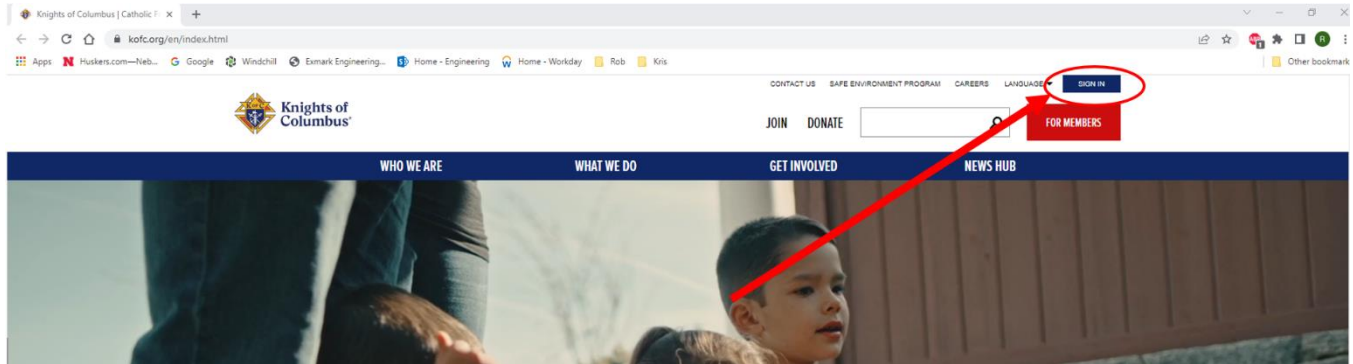 Knights of Columbus | Catholic F
kofc.org/en/index.html
Apps N Huskers.com—Neb... G Google Windchill Exmark Engineering... Home - Engineering Home - Workday Rob Kris Other bookmark
CONTACT US SAFE ENVIRONMENT PROGRAM CAREERS LANGUAGE SIGN IN
Knights of
Columbus
JOIN DONATE FOR MEMBERS
WHO WE ARE WHAT WE DO GET INVOLVED NEWS HUB